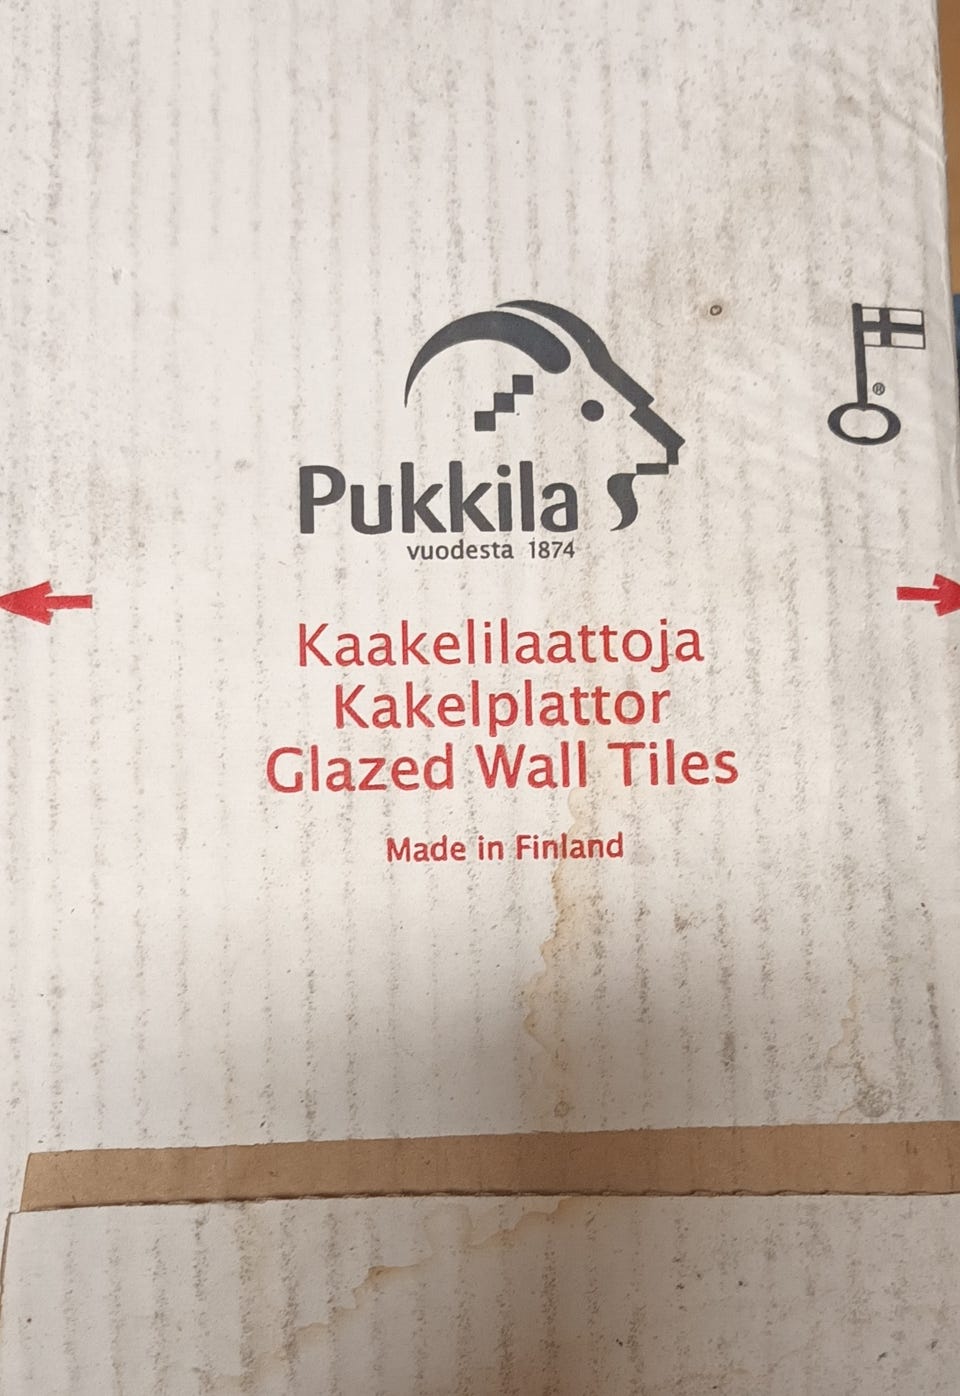 Pukkila
vuodesta 1874
®
Kaakelilaattoja
Kakelplattor
Glazed Wall Tiles
Made in Finland